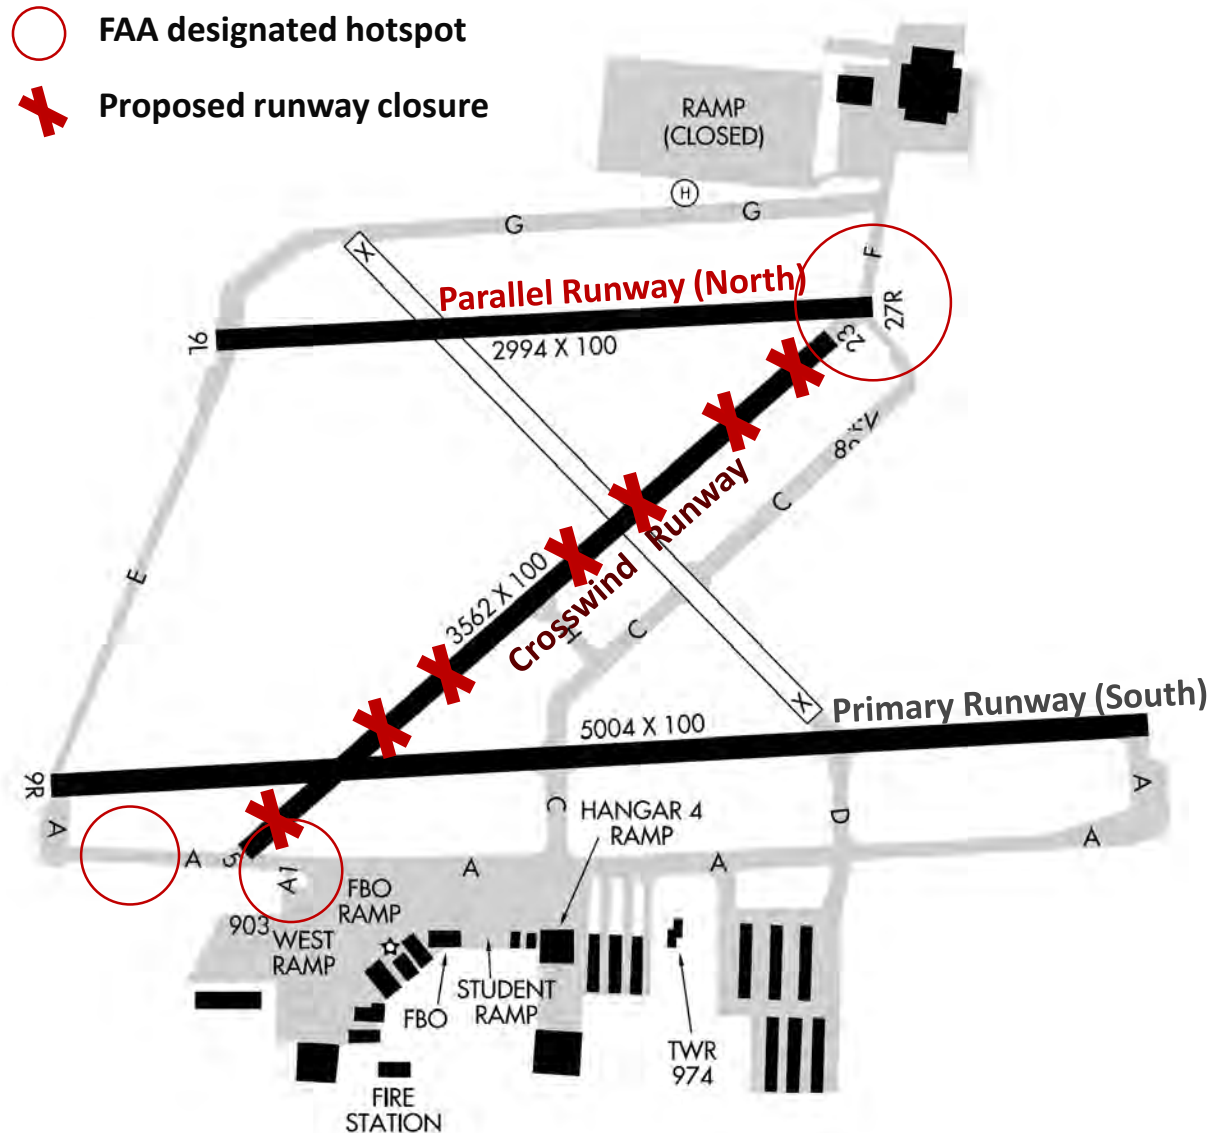 FAA designated hotspot
Proposed runway closure
RAMP
(CLOSED)
H
G
G
F
X
Parallel Runway (North)
27R
9L
2994 X 100
23
C
E
3562 X 100
Crosswind Runway
H
C
X
Primary Runway (South)
5004 X 100
9R
A
C
HANGAR 4
RAMP
D
A
A
A
5
A1
A
A
A
FBO
RAMP
903
WEST
RAMP
STUDENT
RAMP
FBO
TWR
974
FIRE
STATION